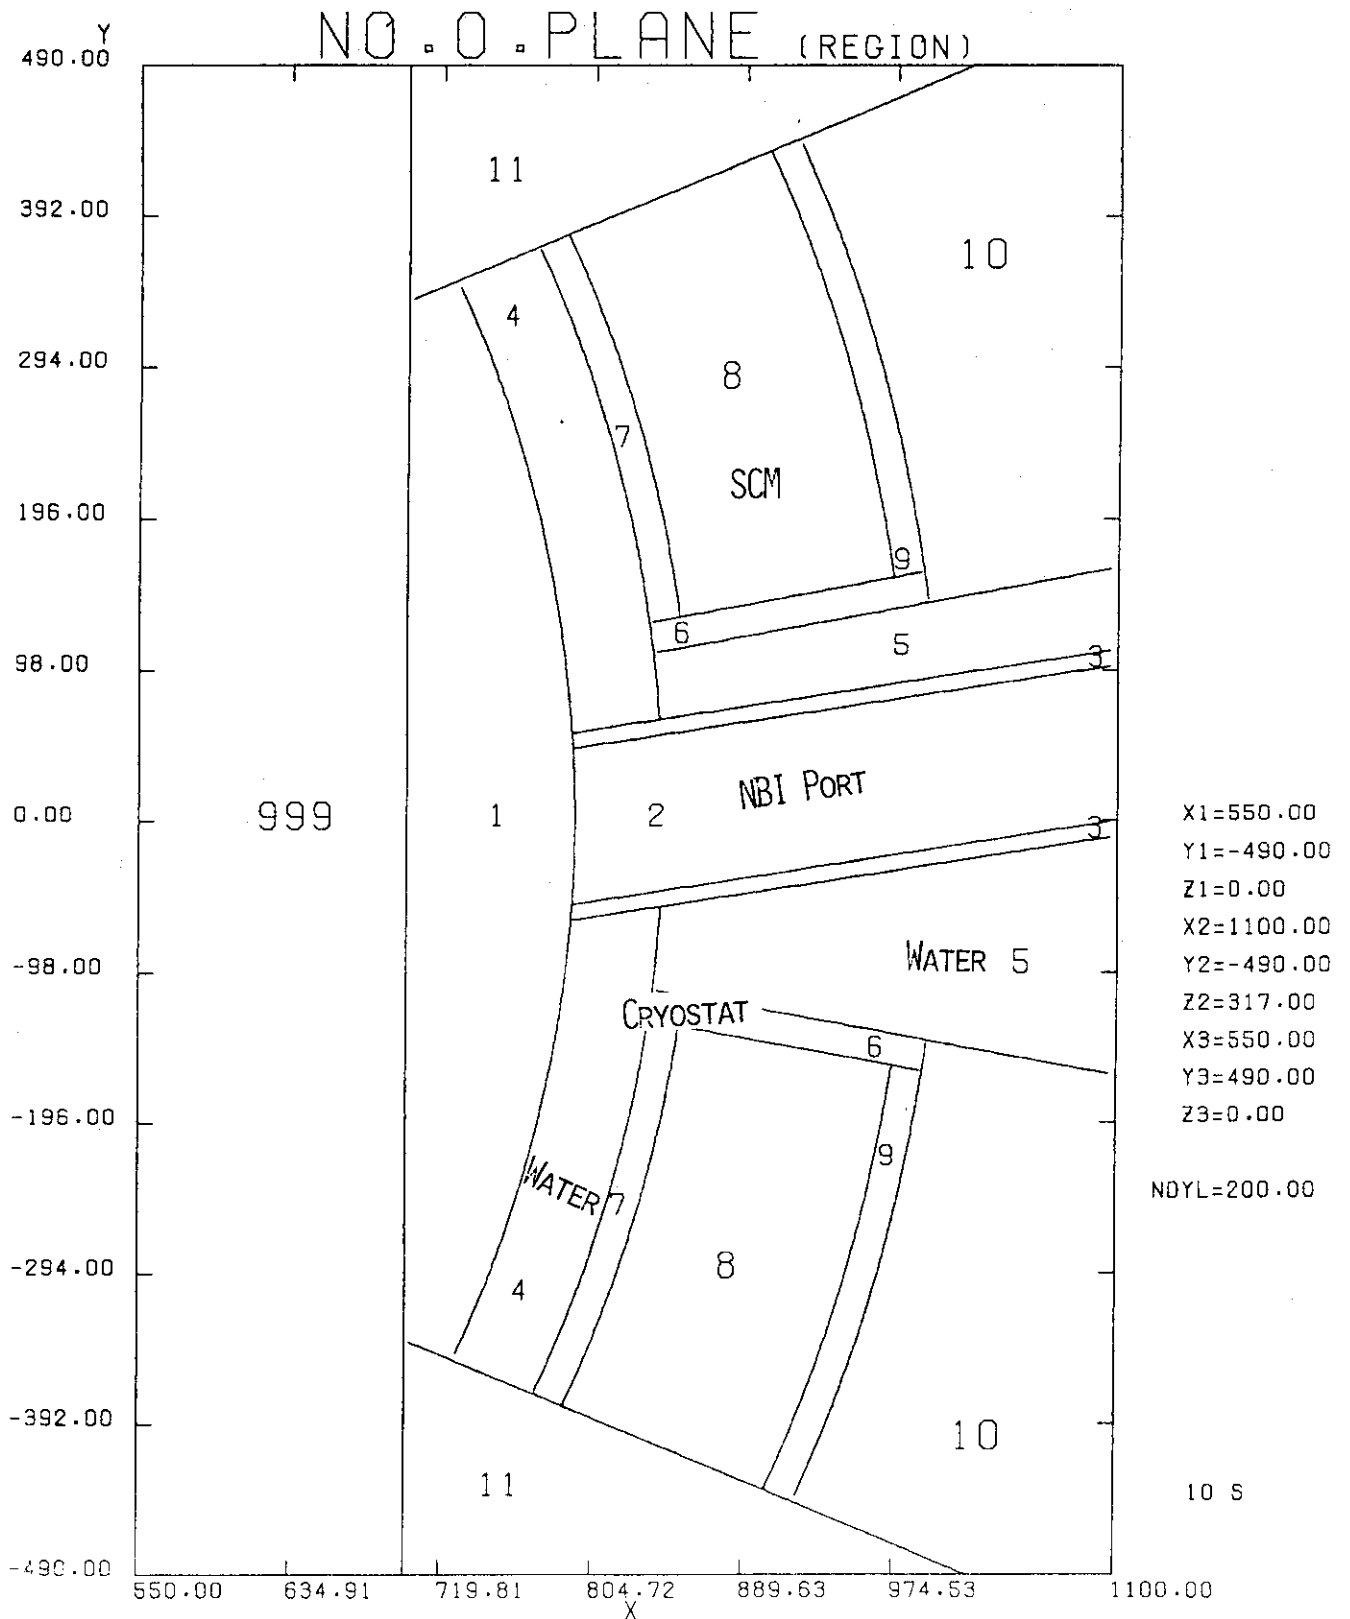 NO.0.PLANE (REGION)
Y
490.00
11
392.00
10
4
294.00
8
7
SCM
196.00
9
6
5
98.00
3
NBI PORT
0.00
999
1
2
3
X1=550.00
Y1=-490.00
Z1=0.00
X2=1100.00
Y2=-490.00
Z2=317.00
X3=550.00
Y3=490.00
Z3=0.00
NDYL=200.00
WATER 5
-98.00
CRYOSTAT
6
-196.00
9
WATER 7
-294.00
8
4
-392.00
10
11
10 S
-490.00
550.00 634.91 719.81 804.72 889.63 974.53 1100.00
X